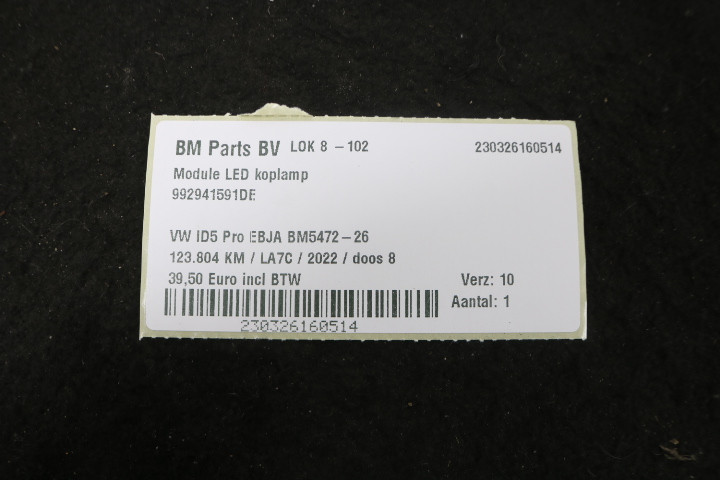 BM Parts BV LOK 8 - 102 230326160514
Module LED koplamp
992941591DE
VW ID5 Pro EBJA BM5472-26
123.804 KM / LA7C / 2022 / doos 8
39,50 Euro incl BTW Verz: 10
Aantal: 1
230326160514